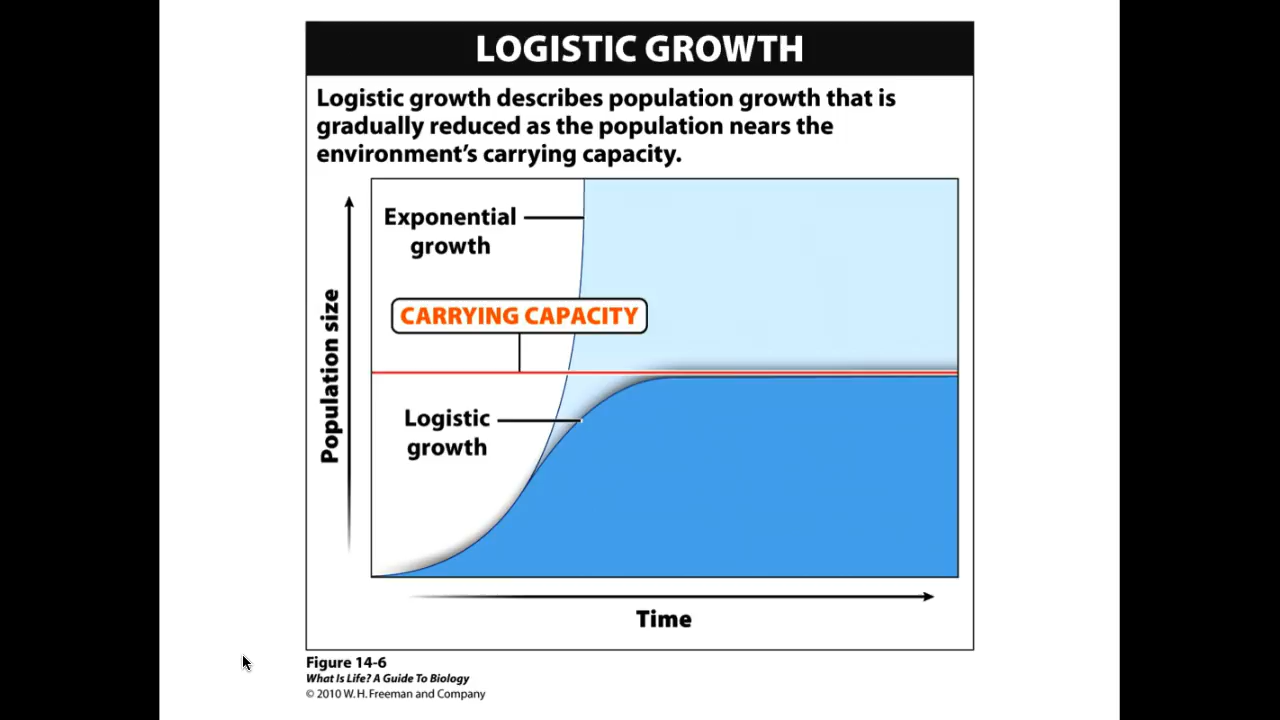 LOGISTIC GROWTH
Logistic growth describes population growth that is
gradually reduced as the population nears the
environment's carrying capacity.
Exponential
growth
CARRYING CAPACITY
Logistic
growth
Population size
Time
Figure 14-6
What Is Life? A Guide To Biology
© 2010 W. H. Freeman and Company